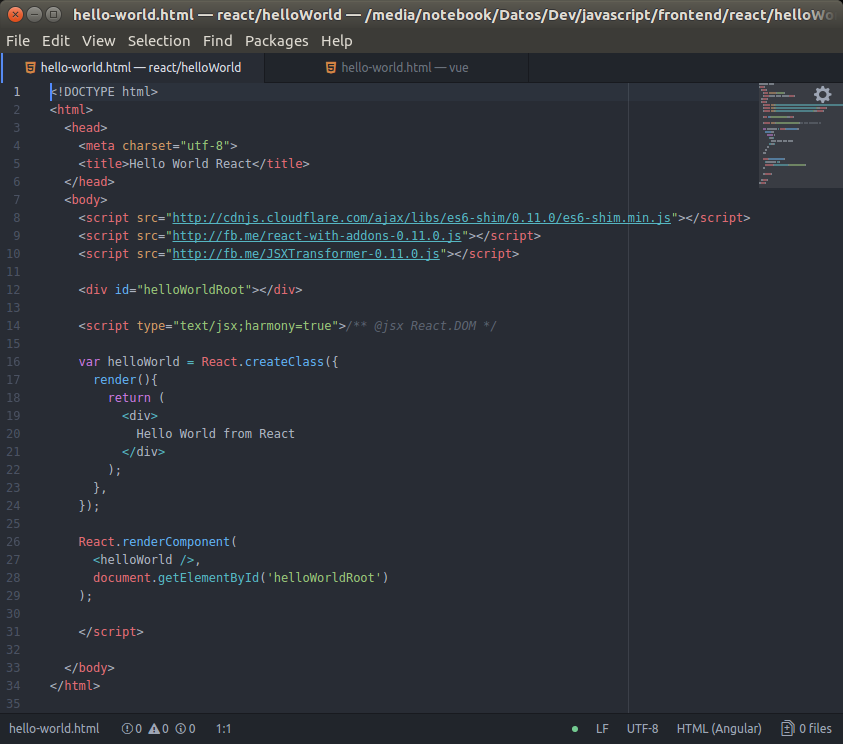 hello-world.html — react/helloWorld — /media/notebook/Datos/Dev/javascript/frontend/react/helloWo
File Edit View Selection Find Packages Help
hello-world.html — react/helloWorld hello-world.html — vue
1 <!DOCTYPE html>
2 <html>
3   <head>
4     <meta charset="utf-8">
5     <title>Hello World React</title>
6   </head>
7   <body>
8     <script src="http://cdnjs.cloudflare.com/ajax/libs/es6-shim/0.11.0/es6-shim.min.js"></script>
9     <script src="http://fb.me/react-with-addons-0.11.0.js"></script>
10     <script src="http://fb.me/JSXTransformer-0.11.0.js"></script>
11
12     <div id="helloWorldRoot"></div>
13
14     <script type="text/jsx;harmony=true">/** @jsx React.DOM */
15
16     var helloWorld = React.createClass({
17       render(){
18         return (
19           <div>
20             Hello World from React
21           </div>
22         );
23       },
24     });
25
26     React.renderComponent(
27       <helloWorld />,
28       document.getElementById('helloWorldRoot')
29     );
30
31     </script>
32
33   </body>
34 </html>
35
hello-world.html 0 0 0 1:1 LF UTF-8 HTML (Angular) 0 files